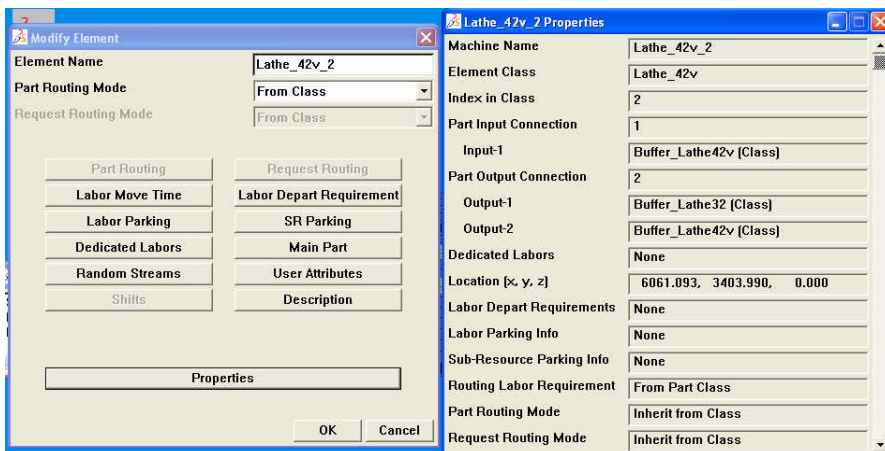 7
Modify Element
Element Name Lathe_42v_2
Part Routing Mode From Class
Request Routing Mode From Class
Part Routing Request Routing
Labor Move Time Labor Depart Requirement
Labor Parking SR Parking
Dedicated Labors Main Part
Random Streams User Attributes
Shifts Description
Properties
OK Cancel
Lathe_42v_2 Properties
Machine Name Lathe_42v_2
Element Class Lathe_42v
Index in Class 2
Part Input Connection 1
Input-1 Buffer_Lathe42v (Class)
Part Output Connection 2
Output-1 Buffer_Lathe32 (Class)
Output-2 Buffer_Lathe42v (Class)
Dedicated Labors None
Location (x, y, z) 6061.093, 3403.990, 0.000
Labor Depart Requirements None
Labor Parking Info None
Sub-Resource Parking Info None
Routing Labor Requirement From Part Class
Part Routing Mode Inherit from Class
Request Routing Mode Inherit from Class